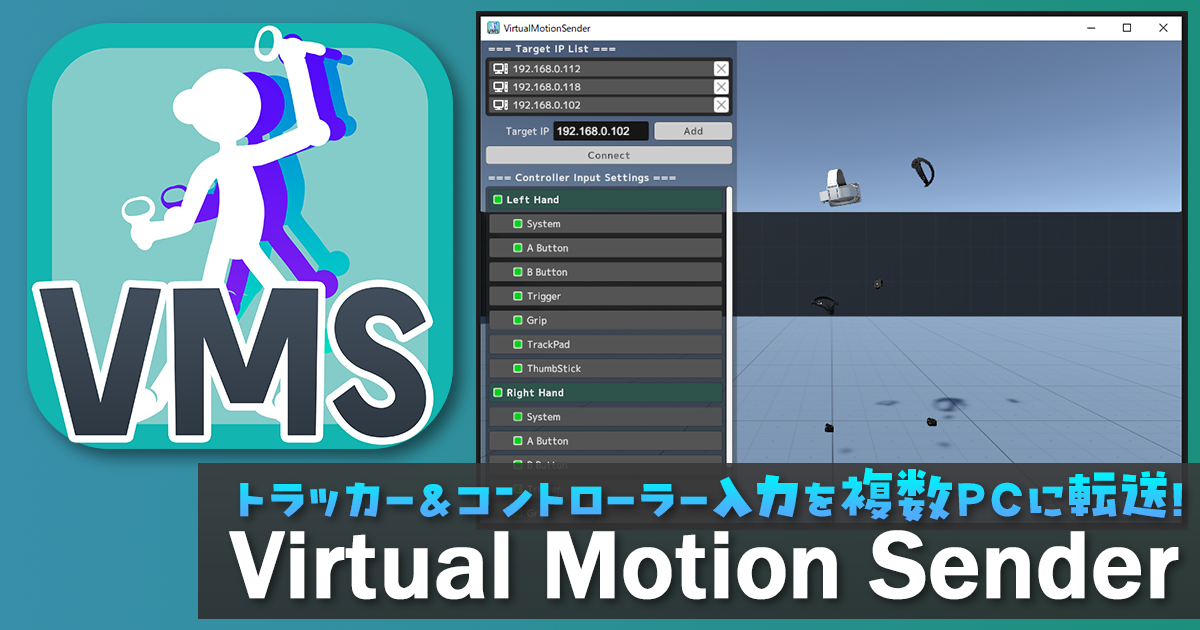 VMS
VirtualMotionSender
=== Target IP List ===
192.168.0.112
192.168.0.118
192.168.0.102
Target IP 192.168.0.102 Add
Connect
=== Controller Input Settings ===
Left Hand
System
A Button
B Button
Trigger
Grip
TrackPad
ThumbStick
Right Hand
System
A Button
B Button
トラッカー&コントローラー入力を複数PCに転送!
Virtual Motion Sender